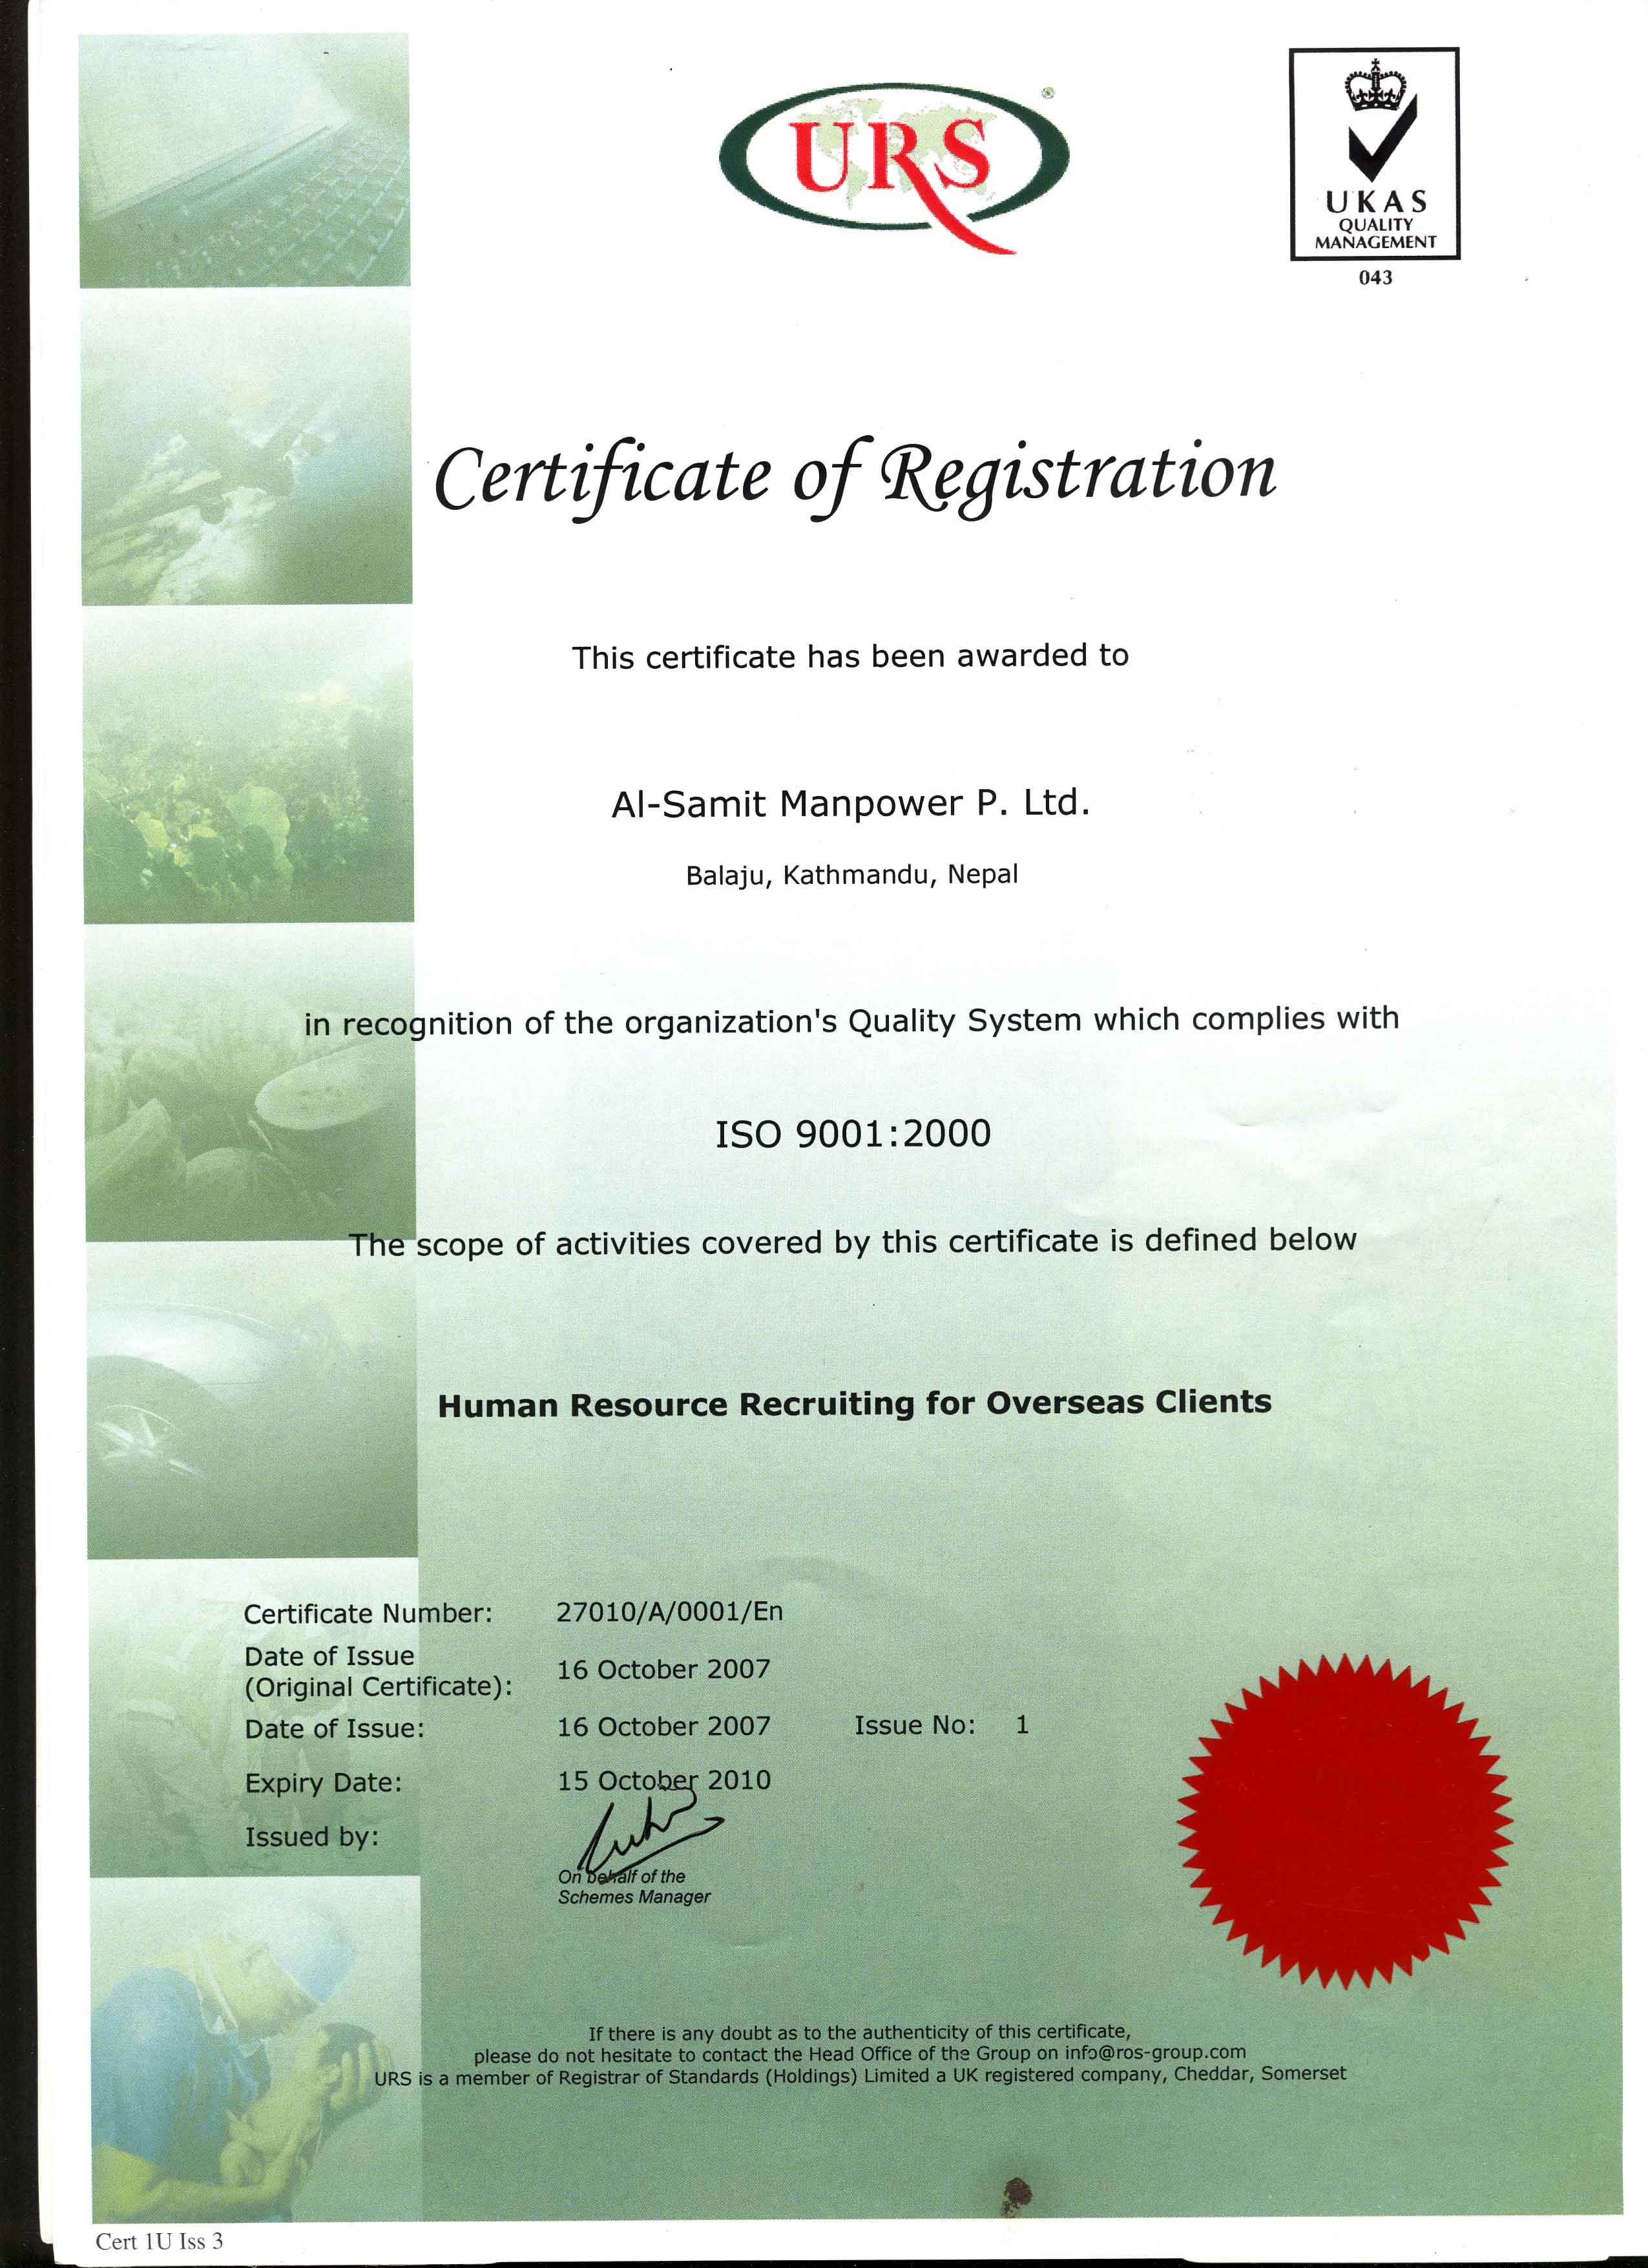 URS
®
UKAS
QUALITY
MANAGEMENT
043
Certificate of Registration
This certificate has been awarded to
Al-Samit Manpower P. Ltd.
Balaju, Kathmandu, Nepal
in recognition of the organization's Quality System which complies with
ISO 9001:2000
The scope of activities covered by this certificate is defined below
Human Resource Recruiting for Overseas Clients
Certificate Number: 27010/A/0001/En
Date of Issue
(Original Certificate): 16 October 2007
Date of Issue: 16 October 2007 Issue No: 1
Expiry Date: 15 October 2010
Issued by:
On behalf of the
Schemes Manager
If there is any doubt as to the authenticity of this certificate,
please do not hesitate to contact the Head Office of the Group on info@ros-group.com
URS is a member of Registrar of Standards (Holdings) Limited a UK registered company, Cheddar, Somerset
Cert 1U Iss 3